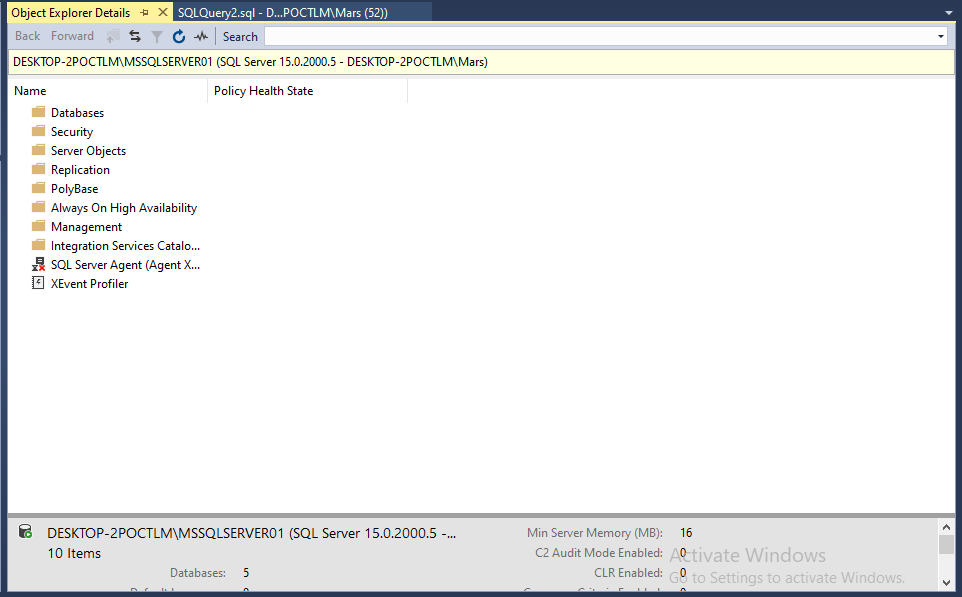 Object Explorer Details
SQLQuery2.sql - D...POCTLM\Mars (52))
Back Forward Search
DESKTOP-2POCTLM\MSSQLSERVER01 (SQL Server 15.0.2000.5 - DESKTOP-2POCTLM\Mars)
Name Policy Health State
Databases
Security
Server Objects
Replication
PolyBase
Always On High Availability
Management
Integration Services Catalo...
SQL Server Agent (Agent X...
XEvent Profiler
DESKTOP-2POCTLM\MSSQLSERVER01 (SQL Server 15.0.2000.5 -...
10 Items
Databases: 5
Min Server Memory (MB): 16
C2 Audit Mode Enabled: 0
CLR Enabled: 0
Activate Windows
Go to Settings to activate Windows.